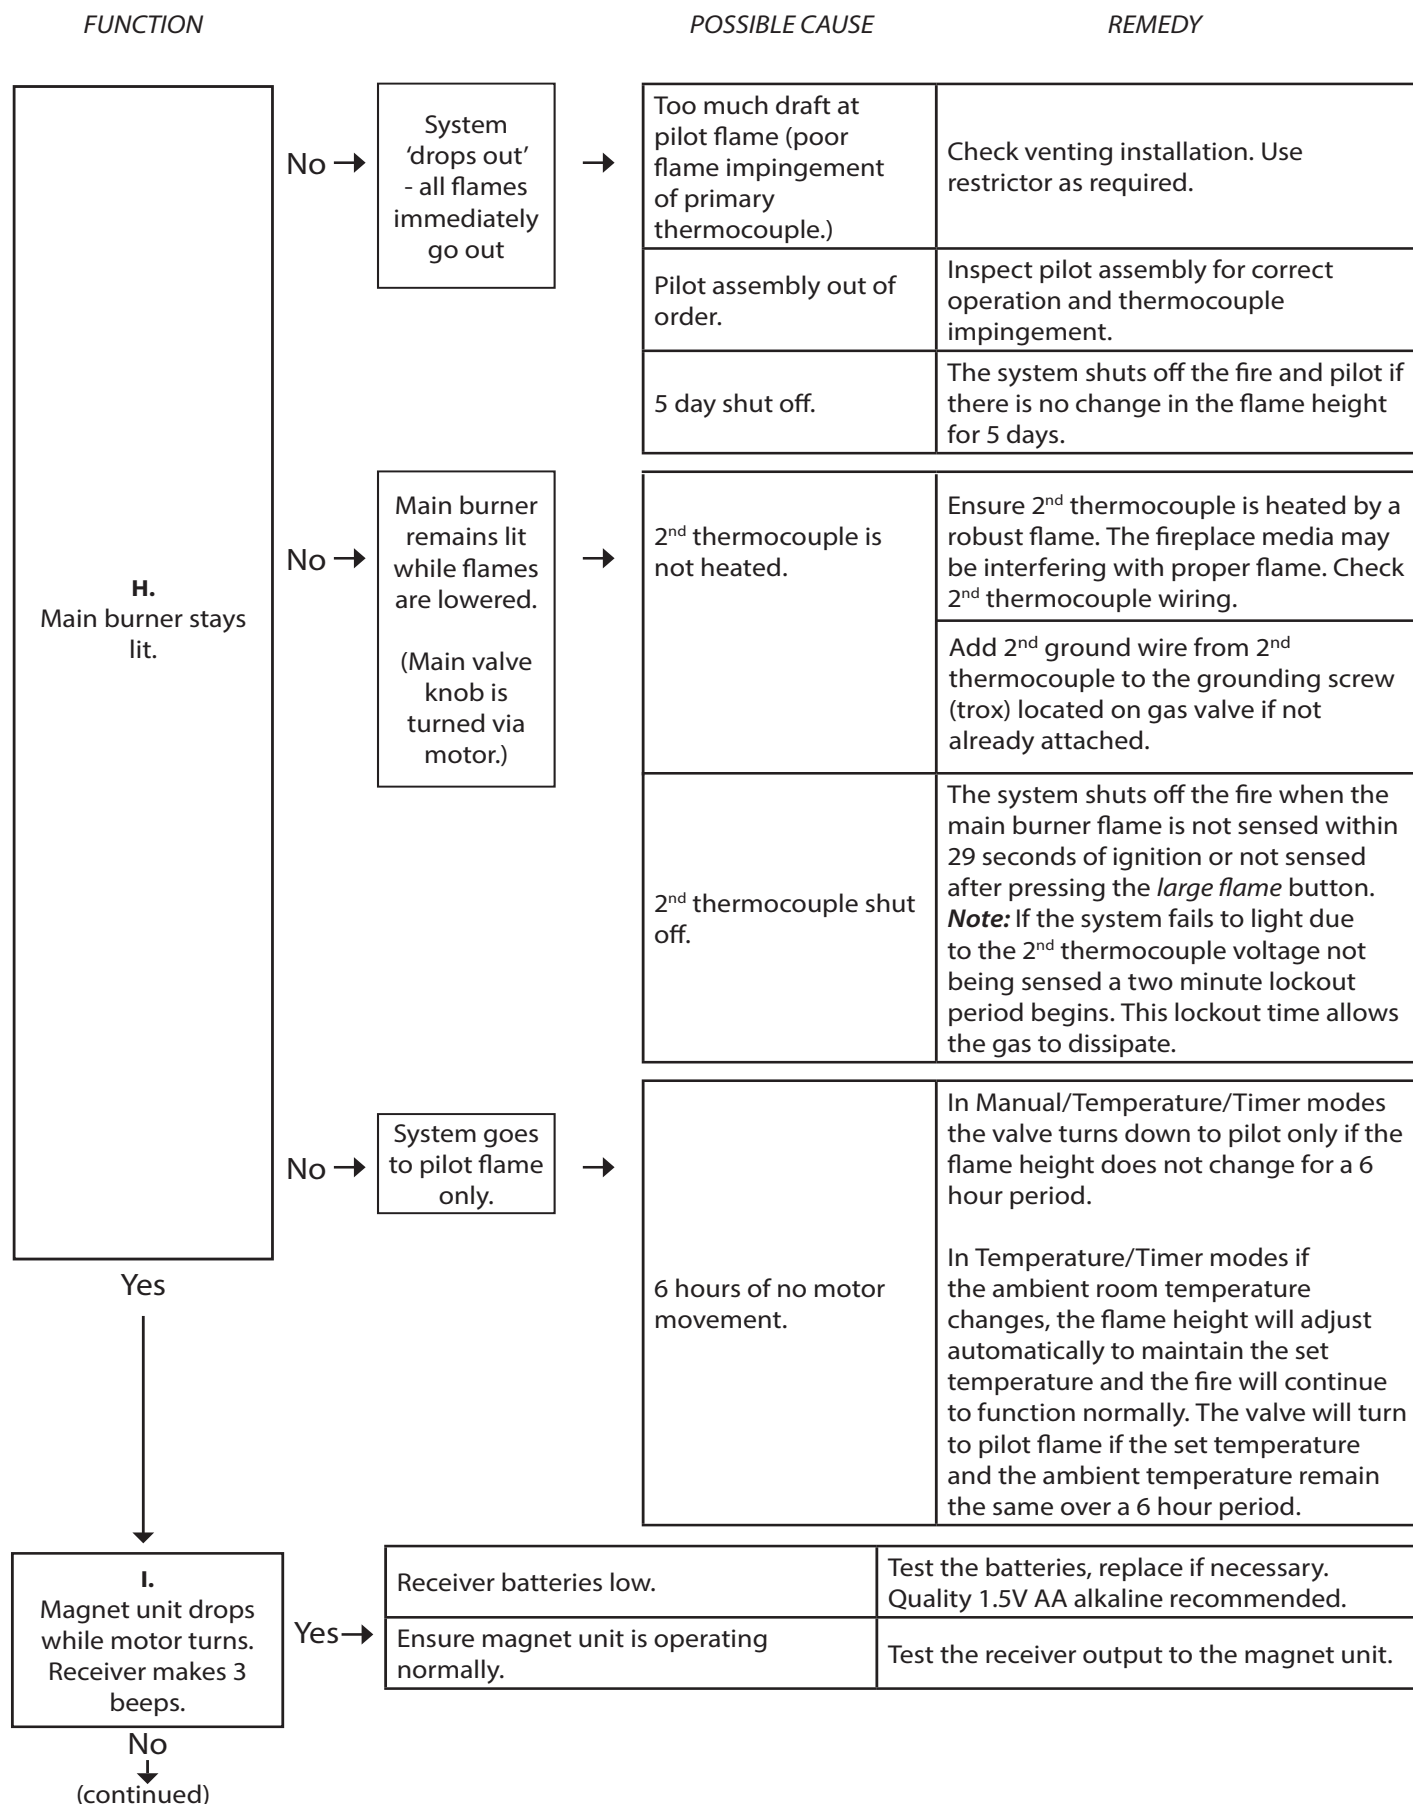 FUNCTION
POSSIBLE CAUSE
REMEDY
H.
Main burner stays
lit.
No →
System
‘drops out’
- all flames
immediately
go out
→
Too much draft at
pilot flame (poor
flame impingement
of primary
thermocouple.)
Check venting installation. Use
restrictor as required.
Pilot assembly out of
order.
Inspect pilot assembly for correct
operation and thermocouple
impingement.
5 day shut off.
The system shuts off the fire and pilot if
there is no change in the flame height
for 5 days.
No →
Main burner
remains lit
while flames
are lowered.
(Main valve
knob is
turned via
motor.)
2nd thermocouple is
not heated.
Ensure 2nd thermocouple is heated by a
robust flame. The fireplace media may
be interfering with proper flame. Check
2nd thermocouple wiring.
Add 2nd ground wire from 2nd
thermocouple to the grounding screw
(trox) located on gas valve if not
already attached.
2nd thermocouple shut
off.
The system shuts off the fire when the
main burner flame is not sensed within
29 seconds of ignition or not sensed
after pressing the large flame button.
Note: If the system fails to light due
to the 2nd thermocouple voltage not
being sensed a two minute lockout
period begins. This lockout time allows
the gas to dissipate.
No →
System goes
to pilot flame
only.
→
6 hours of no motor
movement.
In Manual/Temperature/Timer modes
the valve turns down to pilot only if the
flame height does not change for a 6
hour period.
In Temperature/Timer modes if
the ambient room temperature
changes, the flame height will adjust
automatically to maintain the set
temperature and the fire will continue
to function normally. The valve will turn
to pilot flame if the set temperature
and the ambient temperature remain
the same over a 6 hour period.
Yes
I.
Magnet unit drops
while motor turns.
Receiver makes 3
beeps.
Yes→
Receiver batteries low.
Test the batteries, replace if necessary.
Quality 1.5V AA alkaline recommended.
Ensure magnet unit is operating
normally.
Test the receiver output to the magnet unit.
No
(continued)